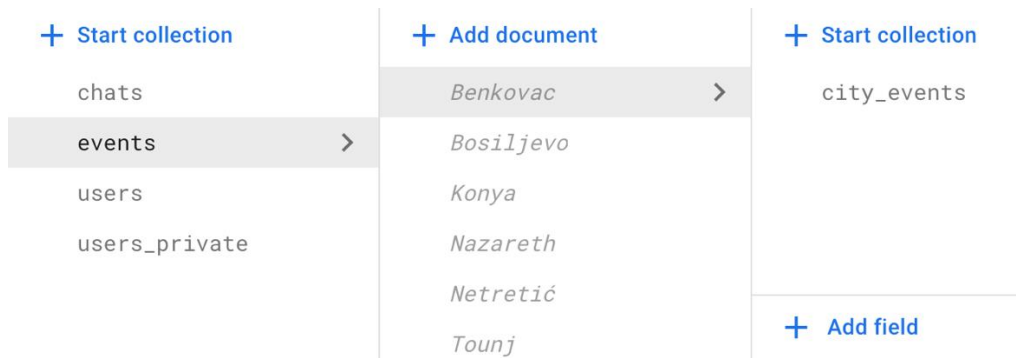 Start collection
chats
events
users
users_private
Add document
Benkovac
Bosiljevo
Konya
Nazareth
Netretić
Tounj
Start collection
city_events
Add field